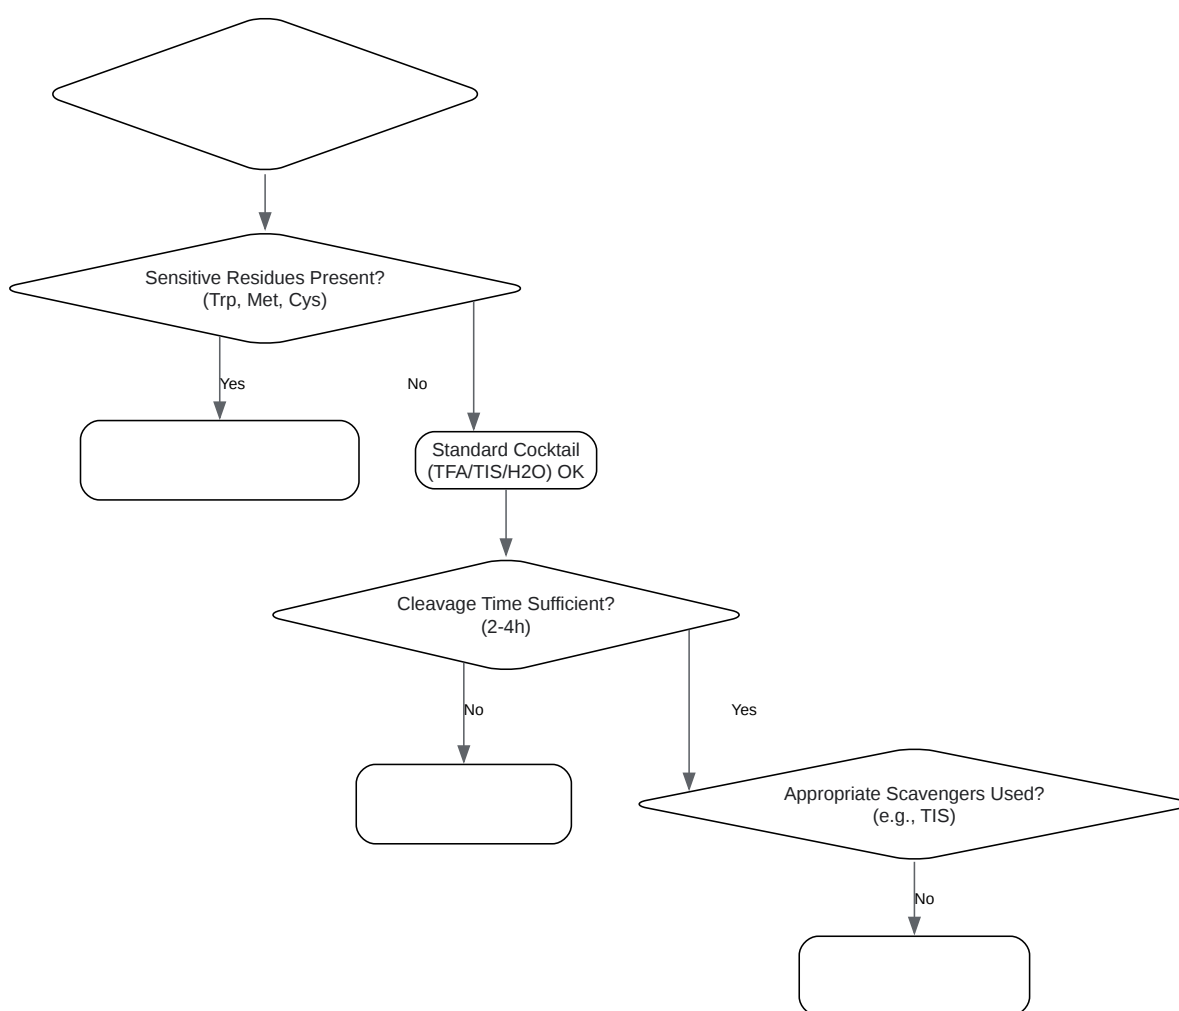 Sensitive Residues Present?
(Trp, Met, Cys)
Yes
No
Standard Cocktail
(TFA/TIS/H2O) OK
Cleavage Time Sufficient?
(2-4h)
No
Yes
Appropriate Scavengers Used?
(e.g., TIS)
No